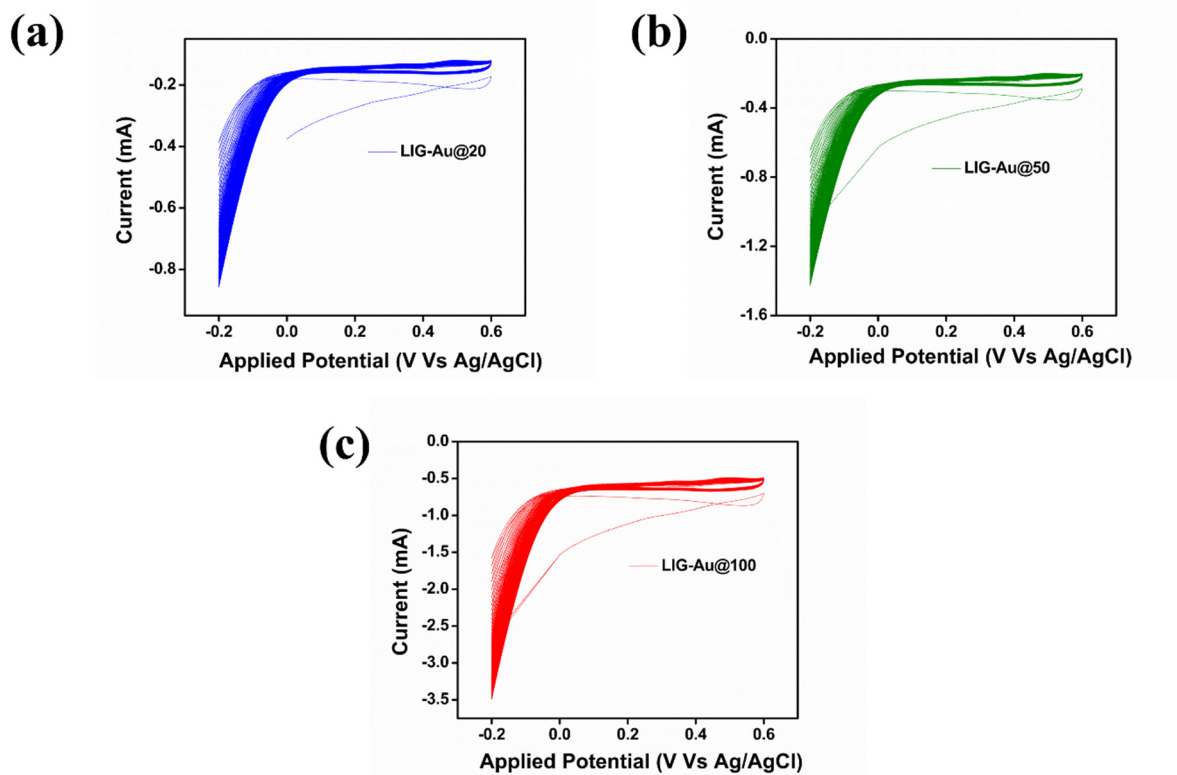 (a)
-0.2
-0.4
-0.6
-0.8
Current (mA)
LIG-Au@20
-0.2 0.0 0.2 0.4 0.6
Applied Potential (V Vs Ag/AgCl)
(b)
0.0
-0.4
-0.8
-1.2
-1.6
Current (mA)
LIG-Au@50
-0.2 0.0 0.2 0.4 0.6
Applied Potential (V Vs Ag/AgCl)
(c)
0.0
-0.5
-1.0
-1.5
-2.0
-2.5
-3.0
-3.5
Current (mA)
LIG-Au@100
-0.2 0.0 0.2 0.4 0.6
Applied Potential (V Vs Ag/AgCl)